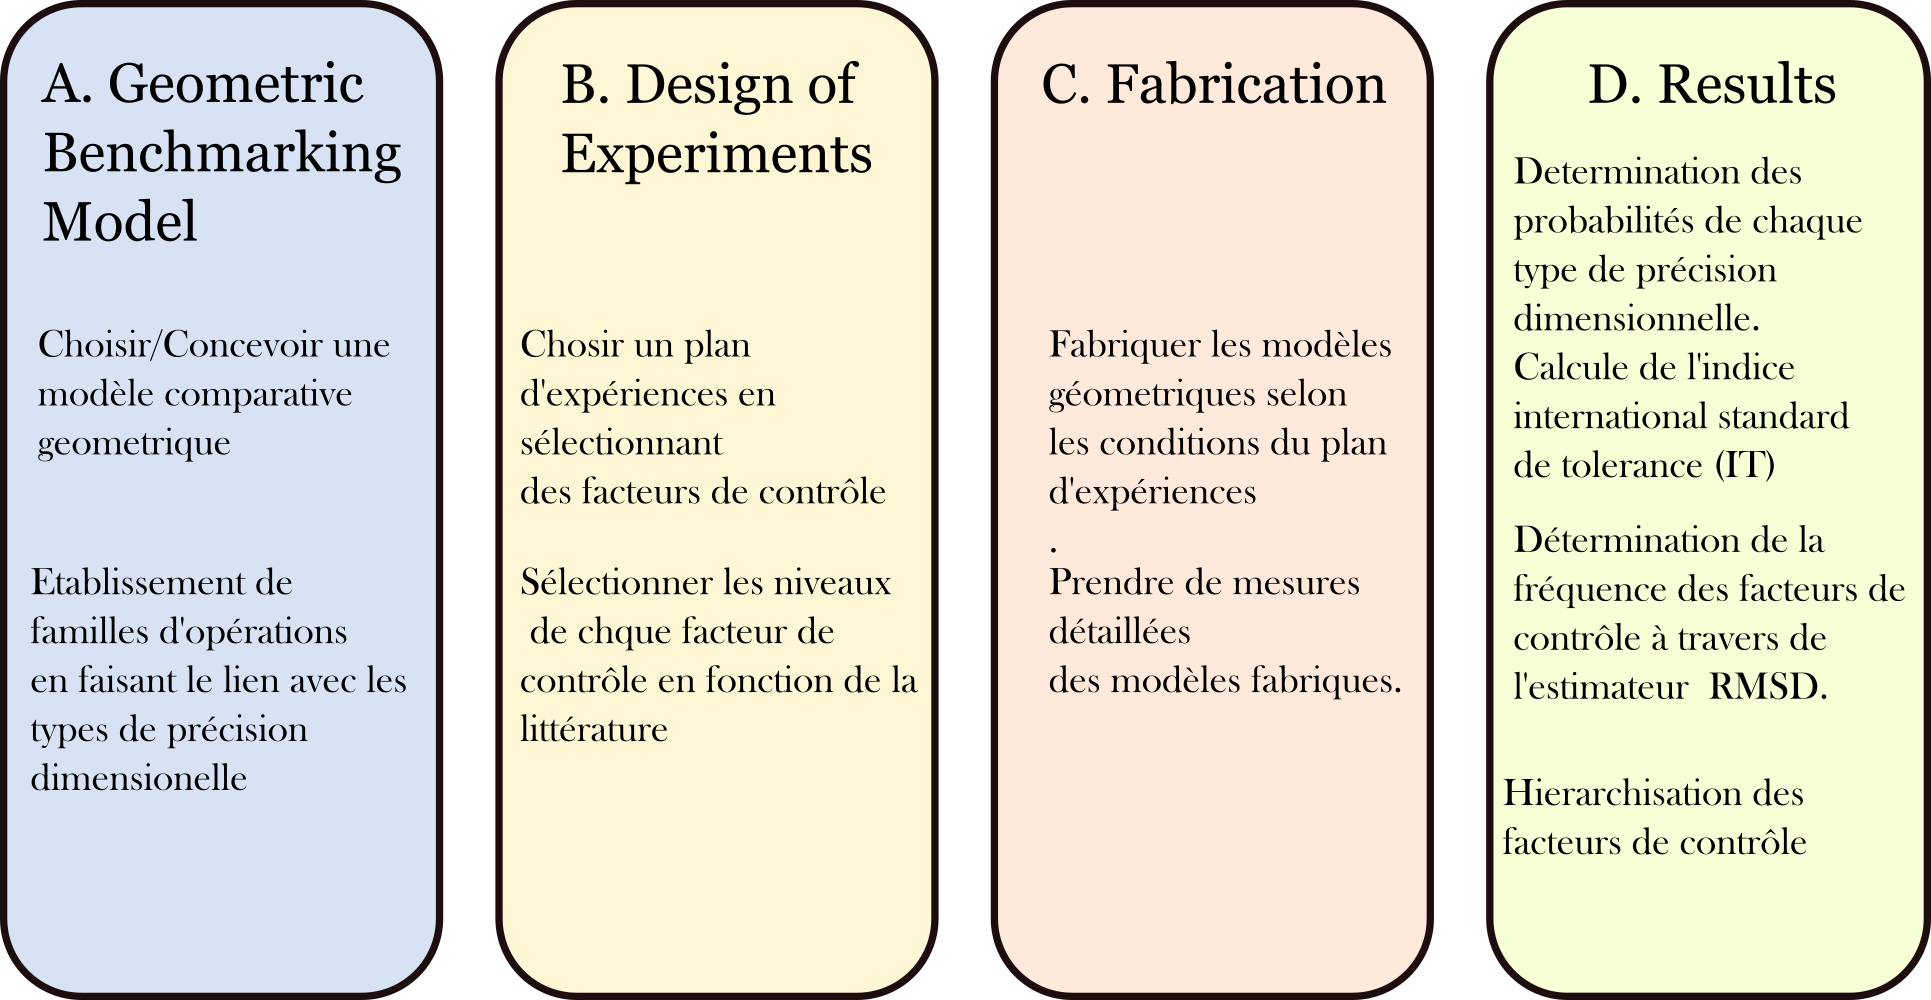 A. Geometric
Benchmarking
Model
Choisir/Concevoir une
modèle comparative
geometrique
Etablissement de
familles d'opérations
en faisant le lien avec les
types de précision
dimensionelle
B. Design of
Experiments
Chosir un plan
d'expériences en
sélectionnant
des facteurs de contrôle
Sélectionner les niveaux
de chque facteur de
contrôle en fonction de la
littérature
C. Fabrication
Fabriquer les modèles
géometriques selon
les conditions du plan
d'expériences
.
Prendre de mesures
détaillées
des modèles fabriques.
D. Results
Determination des
probabilités de chaque
type de précision
dimensionnelle.
Calcule de l'indice
international standard
de tolerance (IT)
Détermination de la
fréquence des facteurs de
contrôle à travers de
l'estimateur  RMSD.
Hierarchisation des
facteurs de contrôle